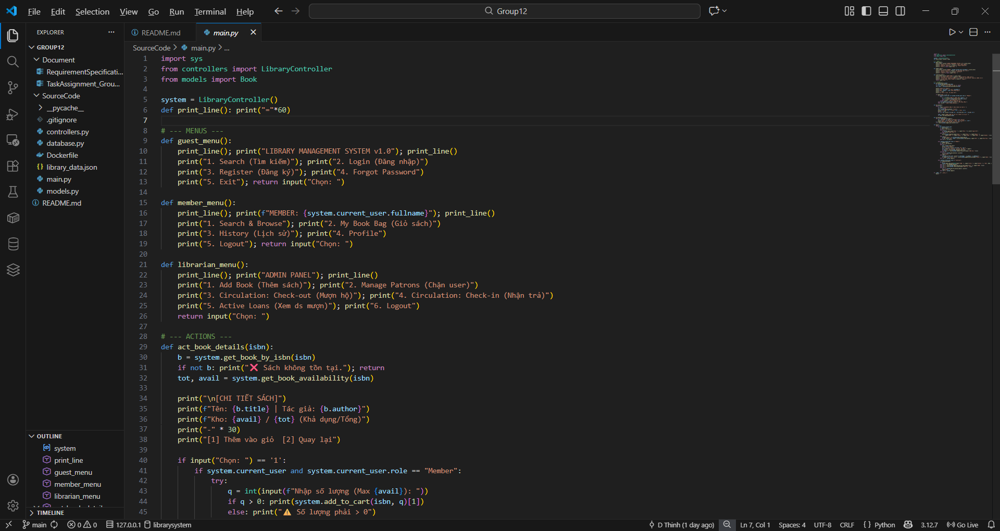 File Edit Selection View Go Run Terminal Help
Group12
EXPLORER
GROUP12
Document
RequirementSpecificati...
TaskAssignment_Grou...
SourceCode
__pycache__
.gitignore
controllers.py
database.py
Dockerfile
library_data.json
main.py
models.py
README.md
OUTLINE
system
print_line
guest_menu
member_menu
librarian_menu
TIMELINE
README.md
main.py
SourceCode > main.py > ...
1 import sys
2 from controllers import LibraryController
3 from models import Book
4
5 system = LibraryController()
6 def print_line(): print("="*60)
7
8 # --- MENUS ---
9 def guest_menu():
10 print_line(); print("LIBRARY MANAGEMENT SYSTEM v1.0"); print_line()
11 print("1. Search (Tìm kiếm)"); print("2. Login (Đăng nhập)")
12 print("3. Register (Đăng ký)"); print("4. Forgot Password")
13 print("5. Exit"); return input("Chọn: ")
14
15 def member_menu():
16 print_line(); print(f"MEMBER: {system.current_user.fullname}"); print_line()
17 print("1. Search & Browse"); print("2. My Book Bag (Giỏ sách)")
18 print("3. History (Lịch sử)"); print("4. Profile")
19 print("5. Logout"); return input("Chọn: ")
20
21 def librarian_menu():
22 print_line(); print("ADMIN PANEL"); print_line()
23 print("1. Add Book (Thêm sách)"); print("2. Manage Patrons (Chặn user)")
24 print("3. Circulation: Check-out (Mượn hộ)"); print("4. Circulation: Check-in (Nhận trả)")
25 print("5. Active Loans (Xem ds mượn)"); print("6. Logout")
26 return input("Chọn: ")
27
28 # --- ACTIONS ---
29 def act_book_details(isbn):
30 b = system.get_book_by_isbn(isbn)
31 if not b: print("❌ Sách không tồn tại."); return
32 tot, avail = system.get_book_availability(isbn)
33
34 print("\n[CHI TIẾT SÁCH]")
35 print(f"Tên: {b.title} | Tác giả: {b.author}")
36 print(f"Kho: {avail} / {tot} (Khả dụng/Tổng)")
37 print("-" * 30)
38 print("[1] Thêm vào giỏ  [2] Quay lại")
39
40 if input("Chọn: ") == '1':
41 if system.current_user and system.current_user.role == "Member":
42 try:
43 q = int(input(f"Nhập số lượng (Max {avail}): "))
44 if q > 0: print(system.add_to_cart(isbn, q)[1])
45 else: print("⚠️ Số lượng phải > 0")
main 0 0 127.0.0.1 librarysystem D Thinh (1 day ago) Ln 7, Col 1 Spaces: 4 UTF-8 CRLF { } Python 3.12.7 Go Live